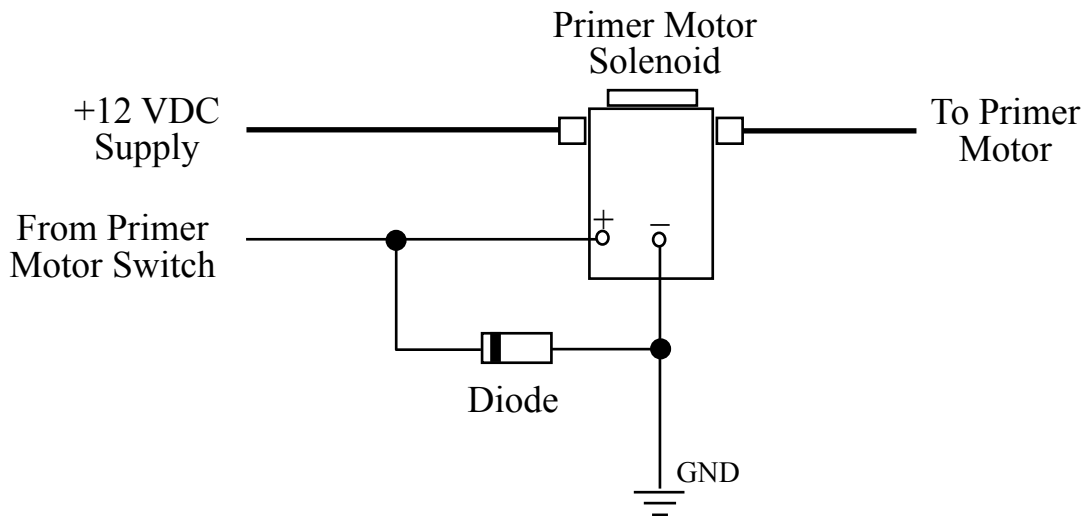 Primer Motor
Solenoid
+12 VDC
Supply
To Primer
Motor
From Primer
Motor Switch
+
−
Diode
GND